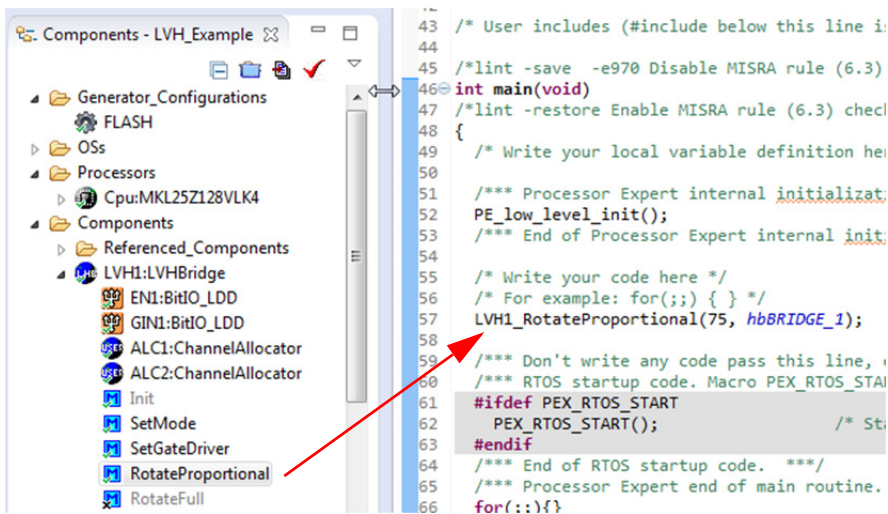 Components - LVH_Example
Generator_Configurations
FLASH
OSs
Processors
Cpu:MKL25Z128VLK4
Components
Referenced_Components
LVH1:LVHBridge
EN1:BitIO_LDD
GIN1:BitIO_LDD
ALC1:ChannelAllocator
ALC2:ChannelAllocator
Init
SetMode
SetGateDriver
RotateProportional
RotateFull
43 /* User includes (#include below this line is
44
45 /*lint -save  -e970 Disable MISRA rule (6.3)
46 int main(void)
47 /*lint -restore Enable MISRA rule (6.3) chec
48 {
49   /* Write your local variable definition her
50
51   /*** Processor Expert internal initializati
52   PE_low_level_init();
53   /*** End of Processor Expert internal initi
54
55   /* Write your code here */
56   /* For example: for(;;) { } */
57   LVH1_RotateProportional(75, hbBRIDGE_1);
58
59   /*** Don't write any code pass this line,
60   /*** RTOS startup code. Macro PEX_RTOS_STAR
61   #ifdef PEX_RTOS_START
62     PEX_RTOS_START();                  /* Sta
63   #endif
64   /*** End of RTOS startup code.  ***/
65   /*** Processor Expert end of main routine.
66   for(;;){}